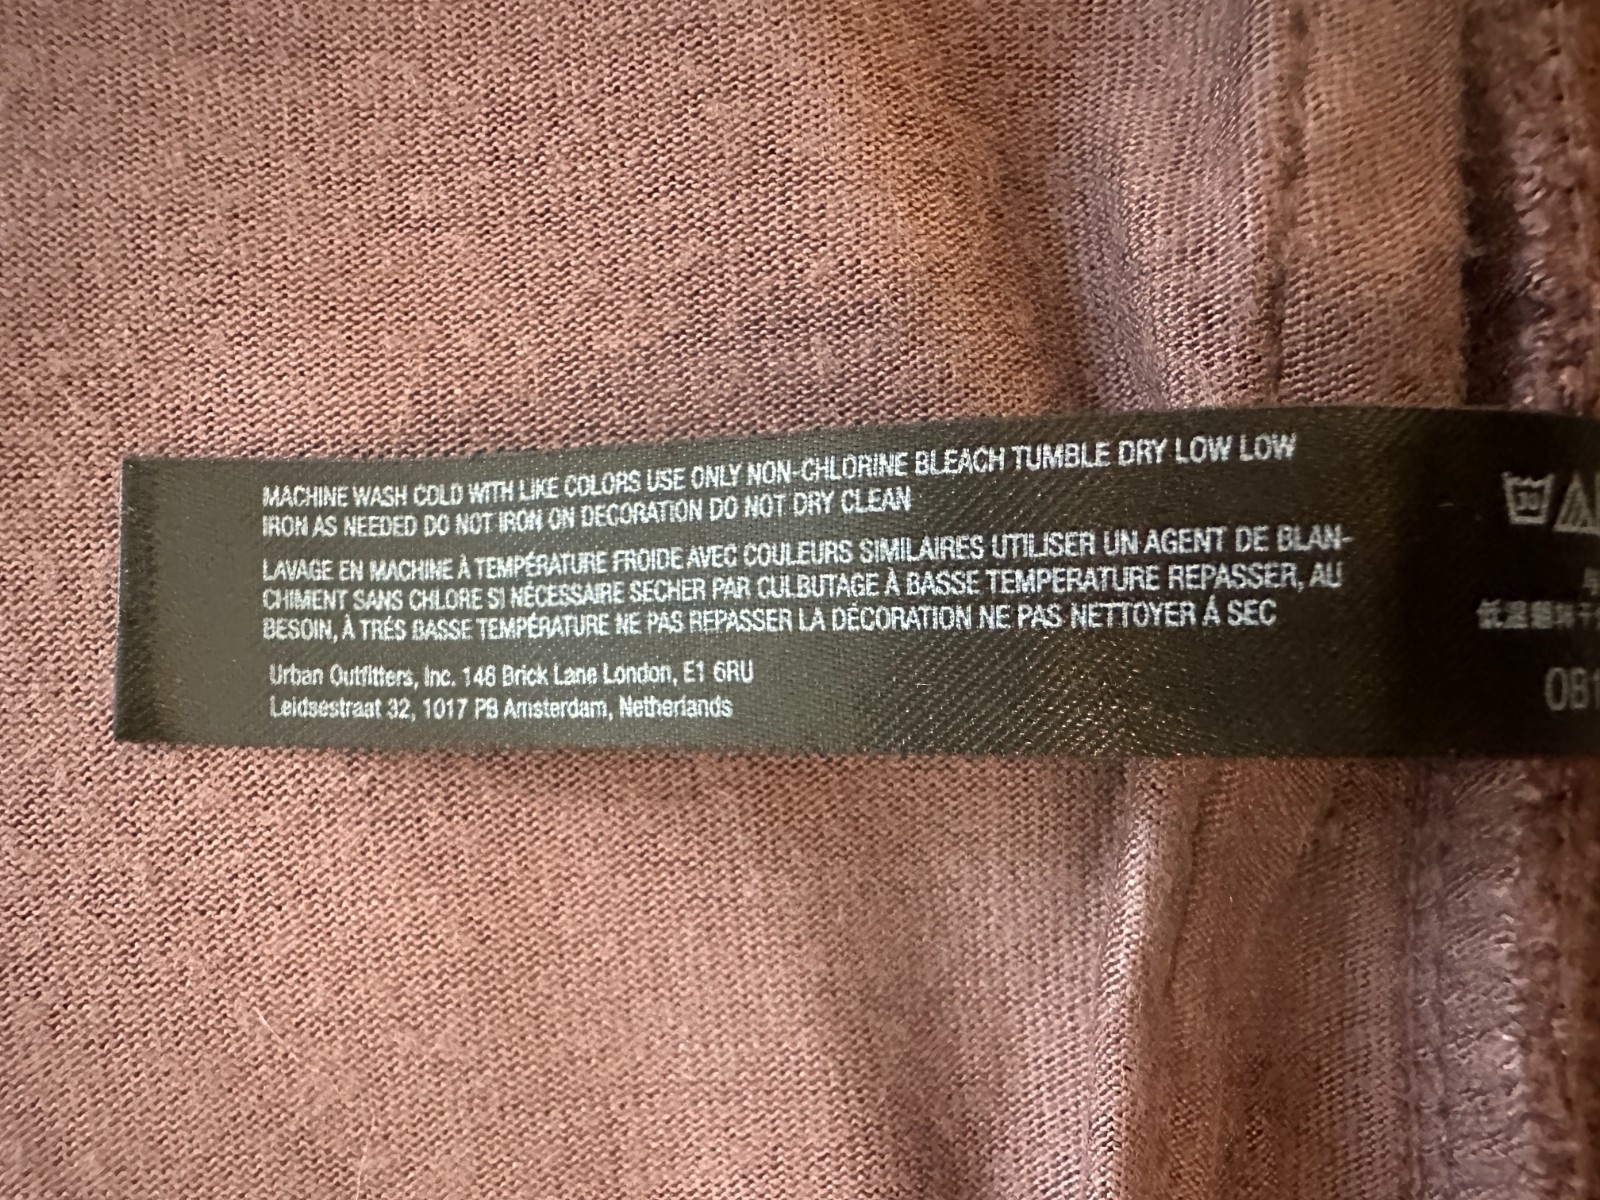 MACHINE WASH COLD WITH LIKE COLORS USE ONLY NON-CHLORINE BLEACH TUMBLE DRY LOW LOW
IRON AS NEEDED DO NOT IRON ON DECORATION DO NOT DRY CLEAN
LAVAGE EN MACHINE À TEMPÉRATURE FROIDE AVEC COULEURS SIMILAIRES UTILISER UN AGENT DE BLAN-
CHIMENT SANS CHLORE SI NÉCESSAIRE SECHER PAR CULBUTAGE À BASSE TEMPERATURE REPASSER, AU
BESOIN, À TRÉS BASSE TEMPÉRATURE NE PAS REPASSER LA DÉCORATION NE PAS NETTOYER Á SEC
Urban Outfitters, Inc. 146 Brick Lane London, E1 6RU
Leidsestraat 32, 1017 PB Amsterdam, Netherlands